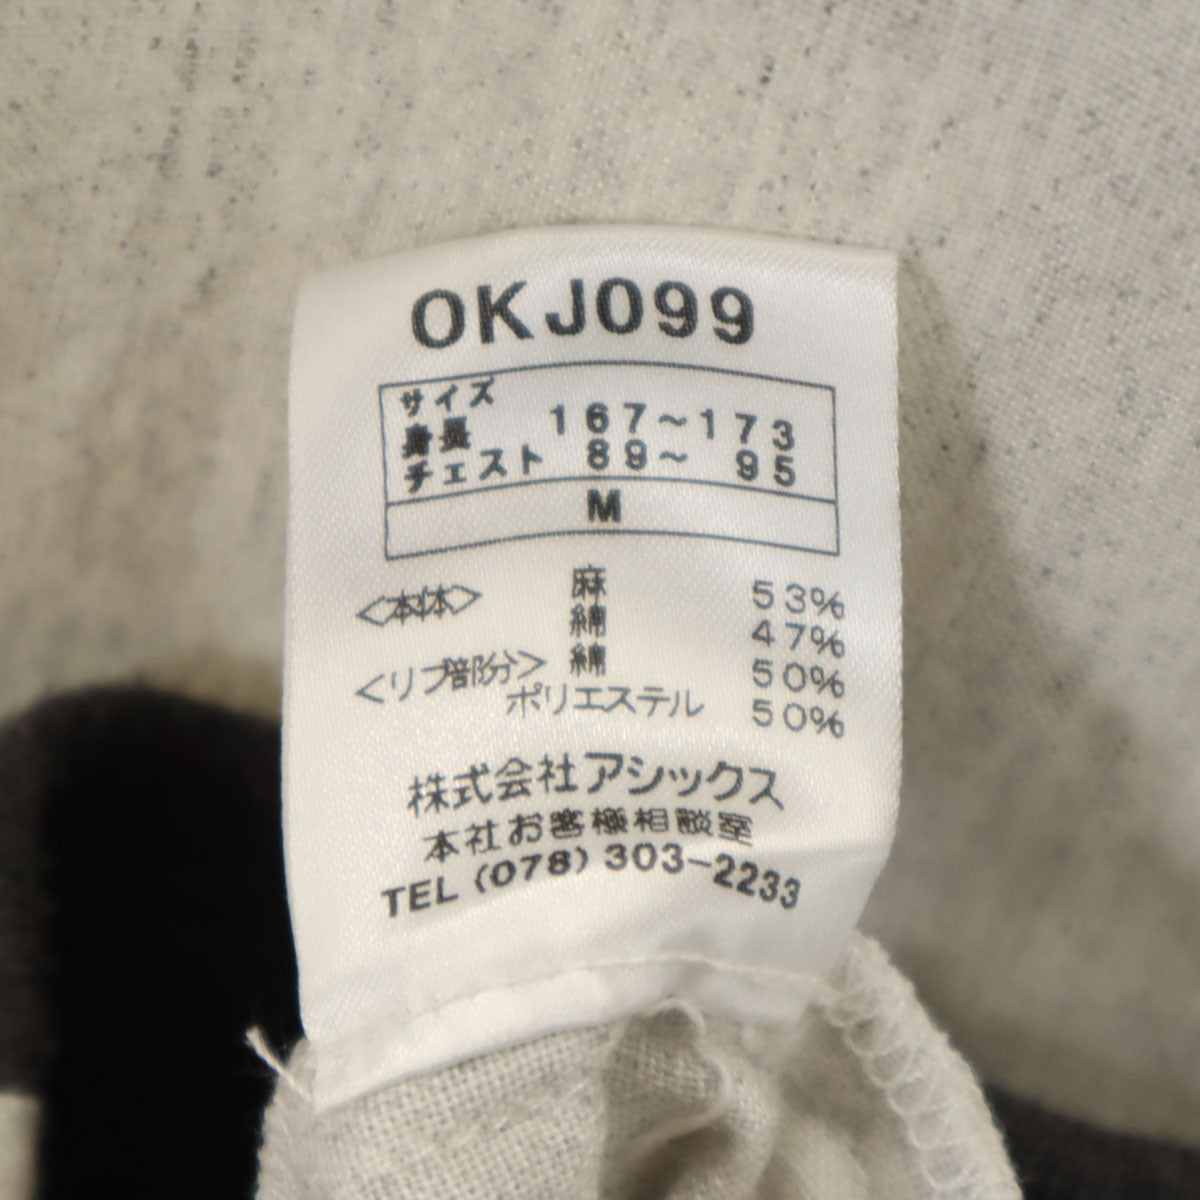 OKJ099
サイズ
身長 167～173
チェスト 89～ 95
M
<本体> 麻 53%
綿 47%
<リブ部分> 綿 50%
ポリエステル 50%
株式会社アシックス
本社お客様相談室
TEL (078) 303-2233